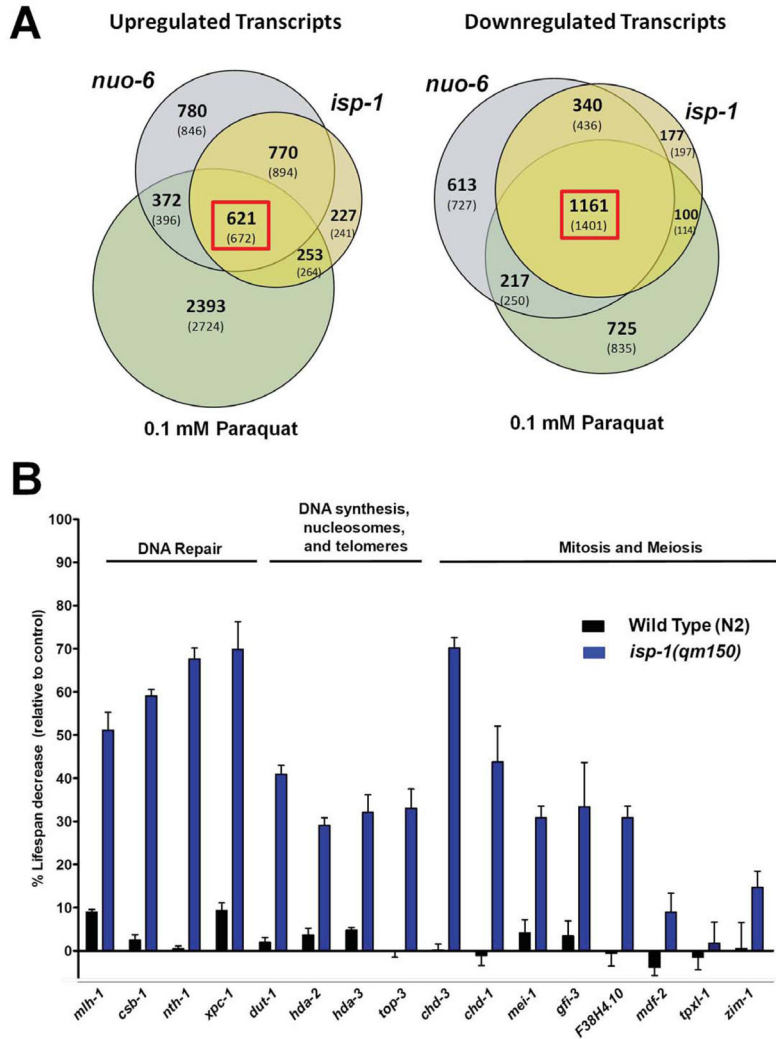 A
Upregulated Transcripts
Downregulated Transcripts
nuo-6
isp-1
780
(846)
770
(894)
372
(396)
621
(672)
227
(241)
253
(264)
2393
(2724)
0.1 mM Paraquat
nuo-6
isp-1
340
(436)
177
(197)
613
(727)
1161
(1401)
100
(114)
217
(250)
725
(835)
0.1 mM Paraquat
B
DNA Repair
DNA synthesis,
nucleosomes,
and telomeres
Mitosis and Meiosis
Wild Type (N2)
isp-1(qm150)
% Lifespan decrease (relative to control)
100
90
80
70
60
50
40
30
20
10
0
mlh-1
csb-1
nth-1
xpc-1
dut-1
hda-2
hda-3
top-3
chd-3
chd-1
mei-1
gfi-3
F38H4.10
mdf-2
tpxl-1
zim-1